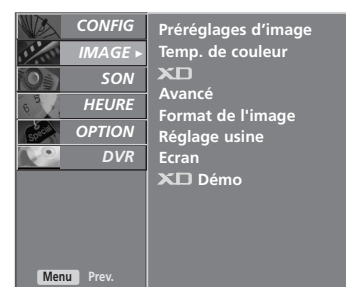 CONFIG
IMAGE ►
SON
HEURE
OPTION
DVR
Menu Prev.
Préréglages d'image
Temp. de couleur
XD
Avancé
Format de l'image
Réglage usine
Ecran
XD Démo